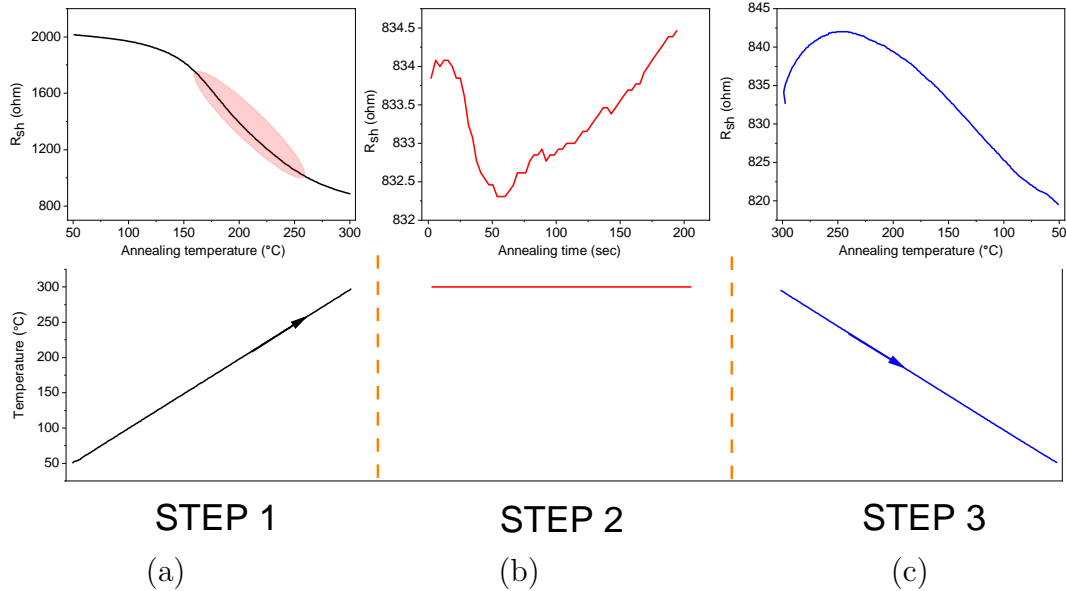 2000
1600
1200
800
R_sh (ohm)
50 100 150 200 250 300
Annealing temperature (°C)
834.5
834
833.5
833
832.5
832
R_sh (ohm)
0 50 100 150 200
Annealing time (sec)
845
840
835
830
825
820
R_sh (ohm)
300 250 200 150 100 50
Annealing temperature (°C)
300
250
200
150
100
50
Temperature (°C)
STEP 1 STEP 2 STEP 3
(a) (b) (c)